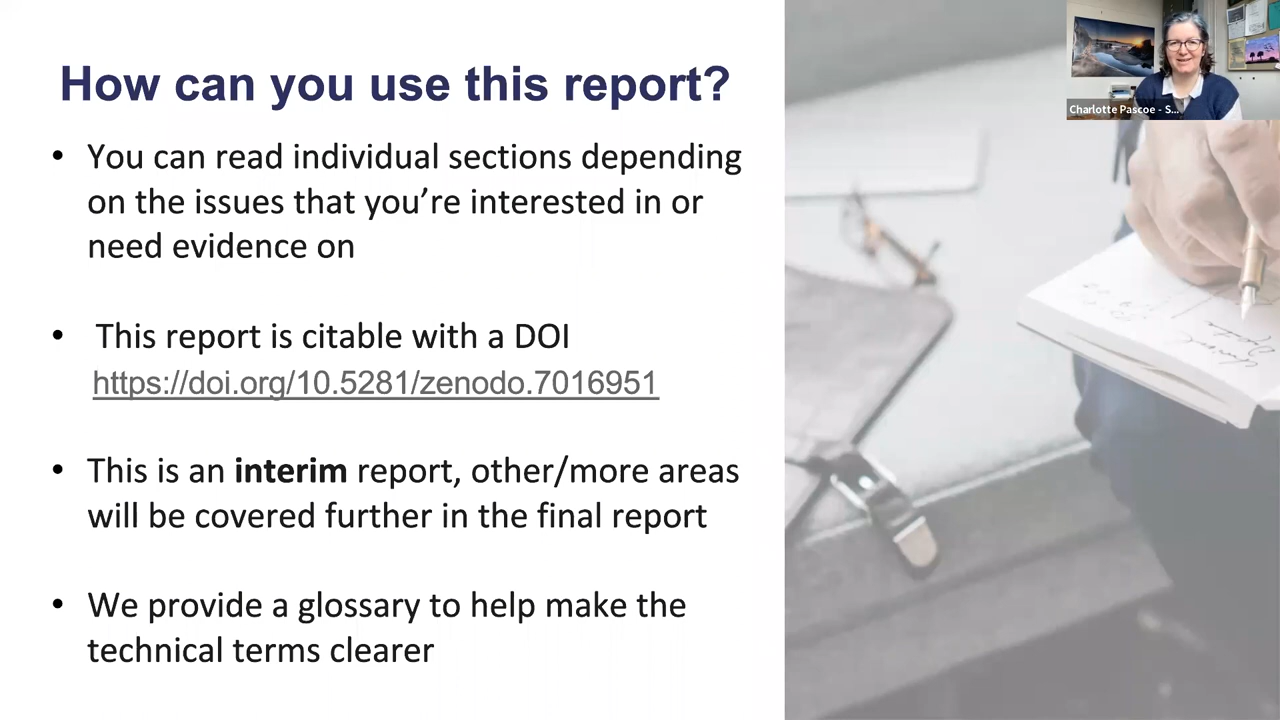 How can you use this report?
• You can read individual sections depending
on the issues that you’re interested in or
need evidence on
• This report is citable with a DOI
https://doi.org/10.5281/zenodo.7016951
• This is an interim report, other/more areas
will be covered further in the final report
• We provide a glossary to help make the
technical terms clearer
Charlotte Pascoe - S...